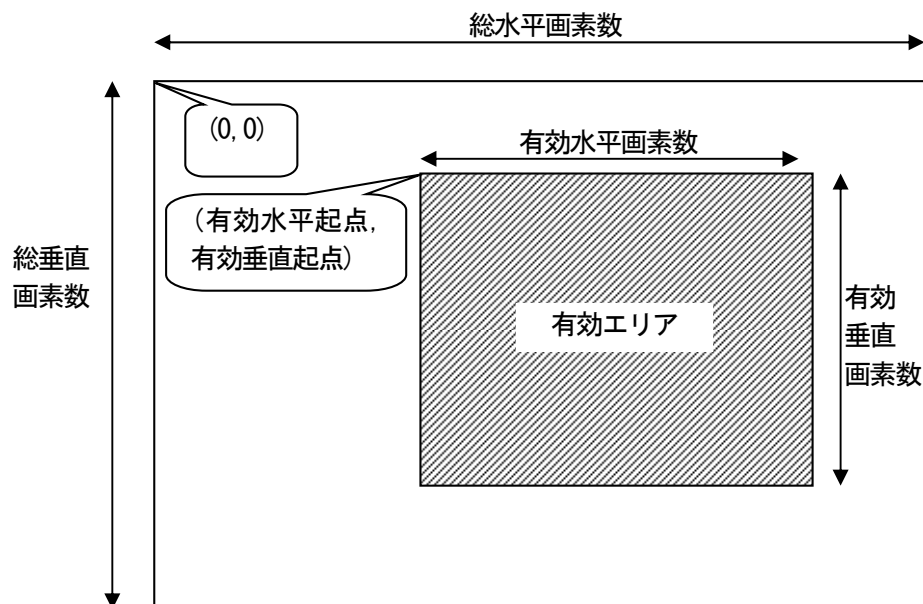 総水平画素数
(0,0)
有効水平画素数
(有効水平起点,
有効垂直起点)
総垂直
画素数
有効エリア
有効
垂直
画素数